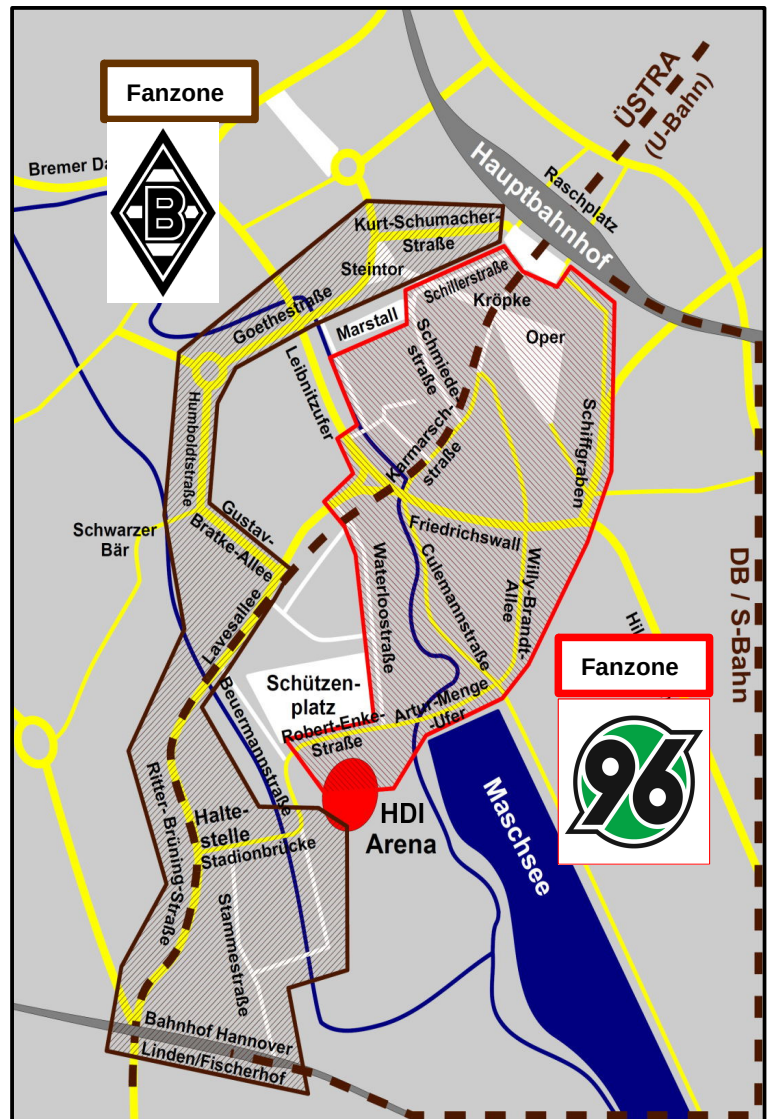 Fanzone
B
ÜSTRA
(U-Bahn)
Bremer Da
Hauptbahnhof
Raschplatz
Kurt-Schumacher-
Straße
Steintor
Schillerstraße
Kröpke
Goethestraße
Marstall
Oper
Schmiede-
straße
Leibnitzufer
Humboldtstraße
Karmarsch-
straße
Schiffgraben
Gustav-
Bratke-Allee
Schwarzer
Bär
Friedrichswall
Waterloostraße
Culemannstraße
Willy-Brandt-
Allee
DB / S-Bahn
Hil
Lavesallee
Fanzone
96
Schützen-
platz
Beuermannstraße
Robert-Enke-
Straße
Artur-Menge
-Ufer
Maschsee
HDI
Arena
Ritter-Brüning-Straße
Halte-
stelle
Stadionbrücke
Stammestraße
Bahnhof Hannover
Linden/Fischerhof